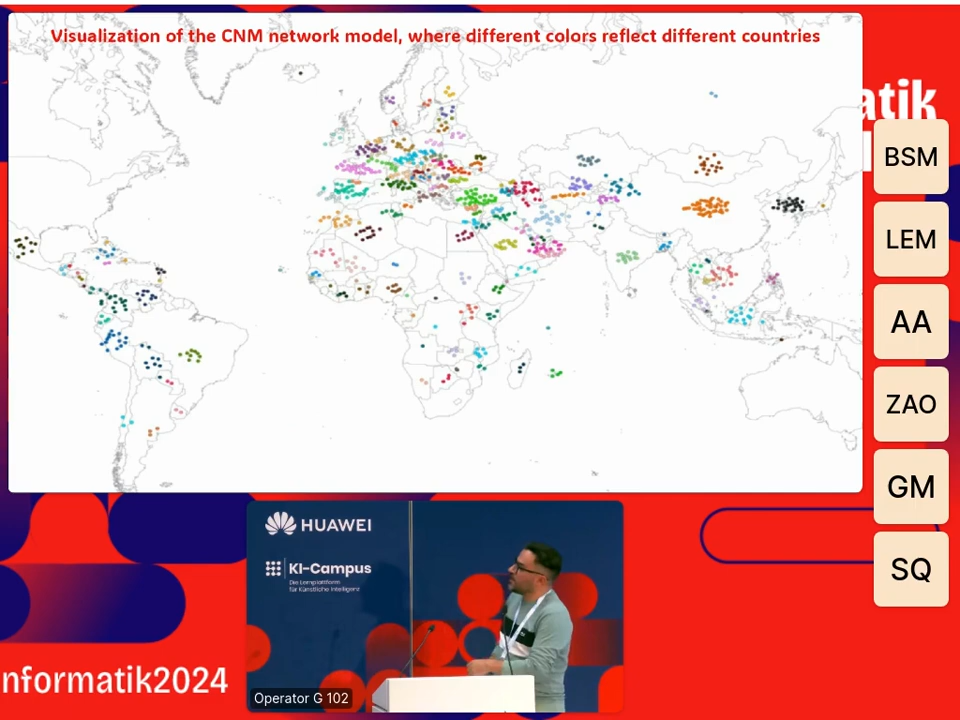 Visualization of the CNM network model, where different colors reflect different countries
atik
BSM
LEM
AA
ZAO
GM
SQ
HUAWEI
KI-Campus
Die Lernplattform
für Künstliche Intelligenz
Operator G 102
nformatik2024